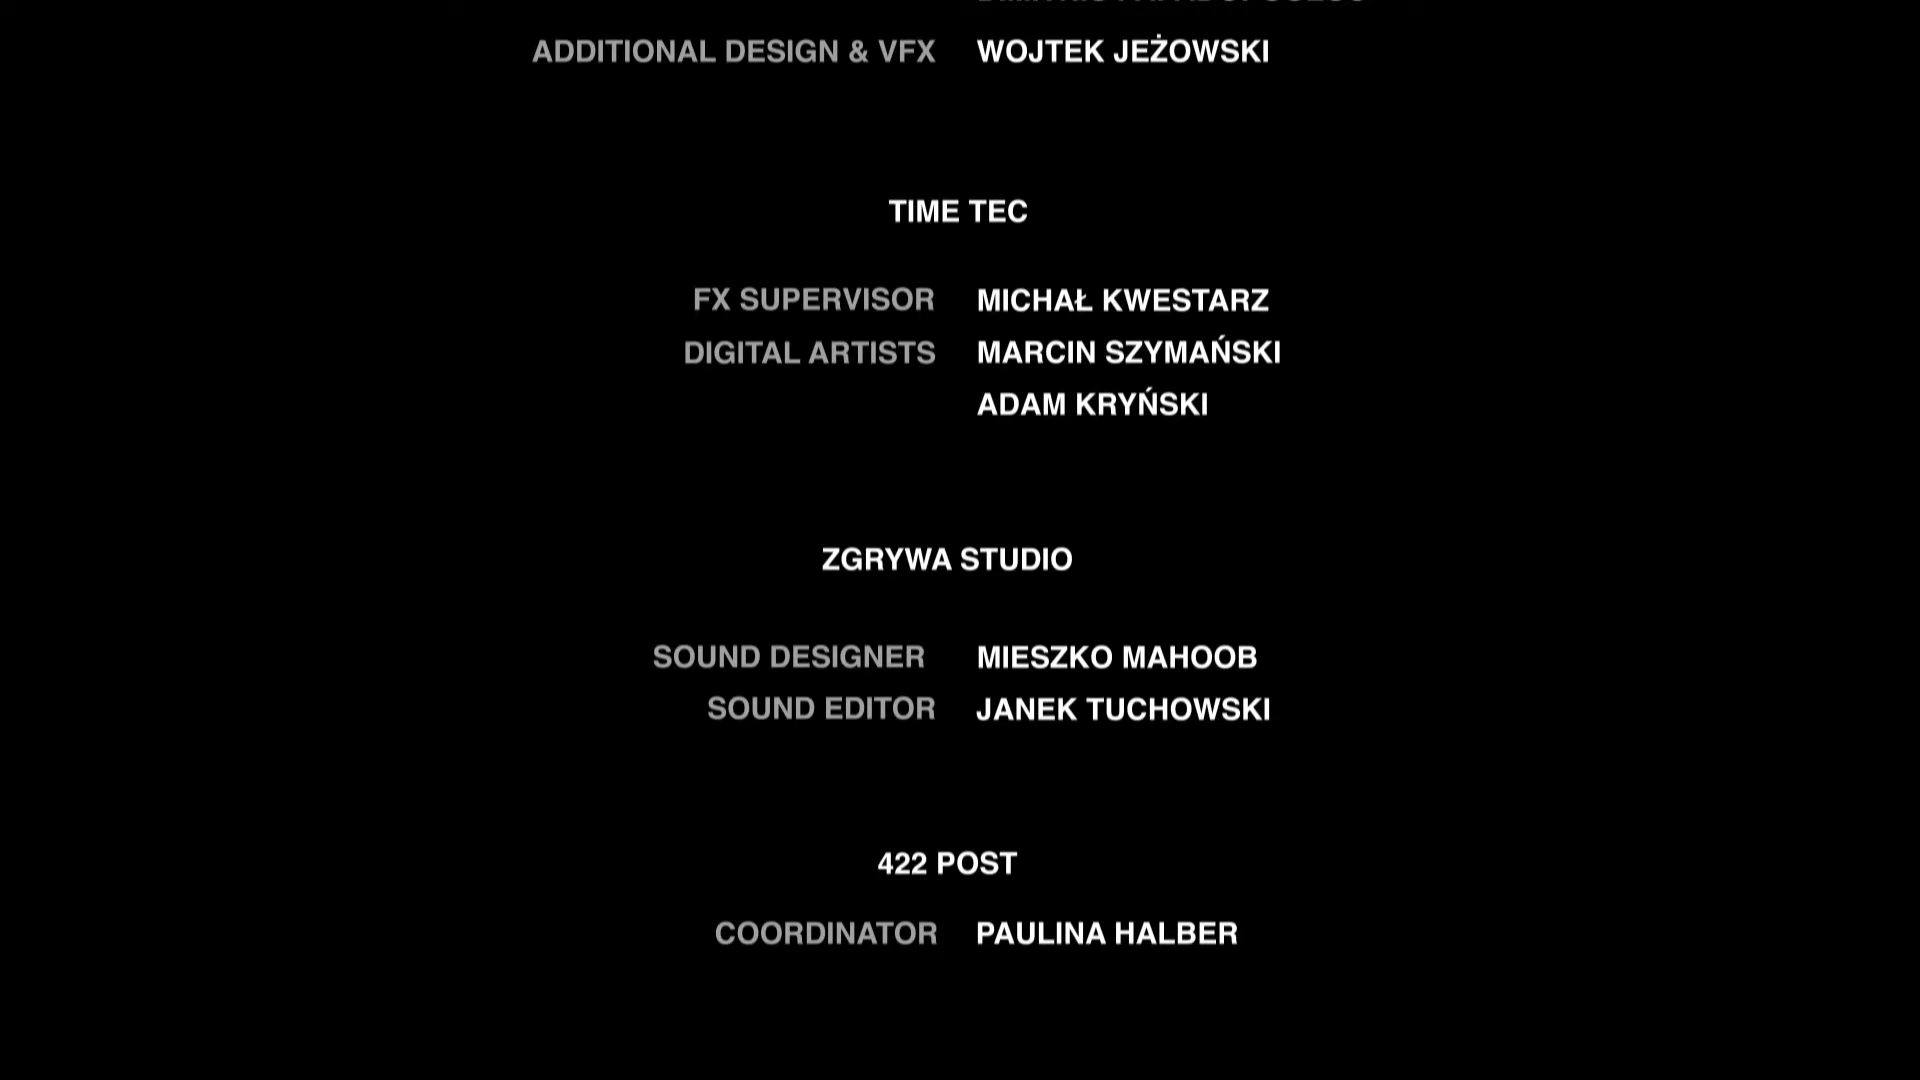 ADDITIONAL DESIGN & VFX WOJTEK JEŻOWSKI
TIME TEC
FX SUPERVISOR MICHAŁ KWESTARZ
DIGITAL ARTISTS MARCIN SZYMAŃSKI
ADAM KRYŃSKI
ZGRYWA STUDIO
SOUND DESIGNER MIESZKO MAHOOB
SOUND EDITOR JANEK TUCHOWSKI
422 POST
COORDINATOR PAULINA HALBER